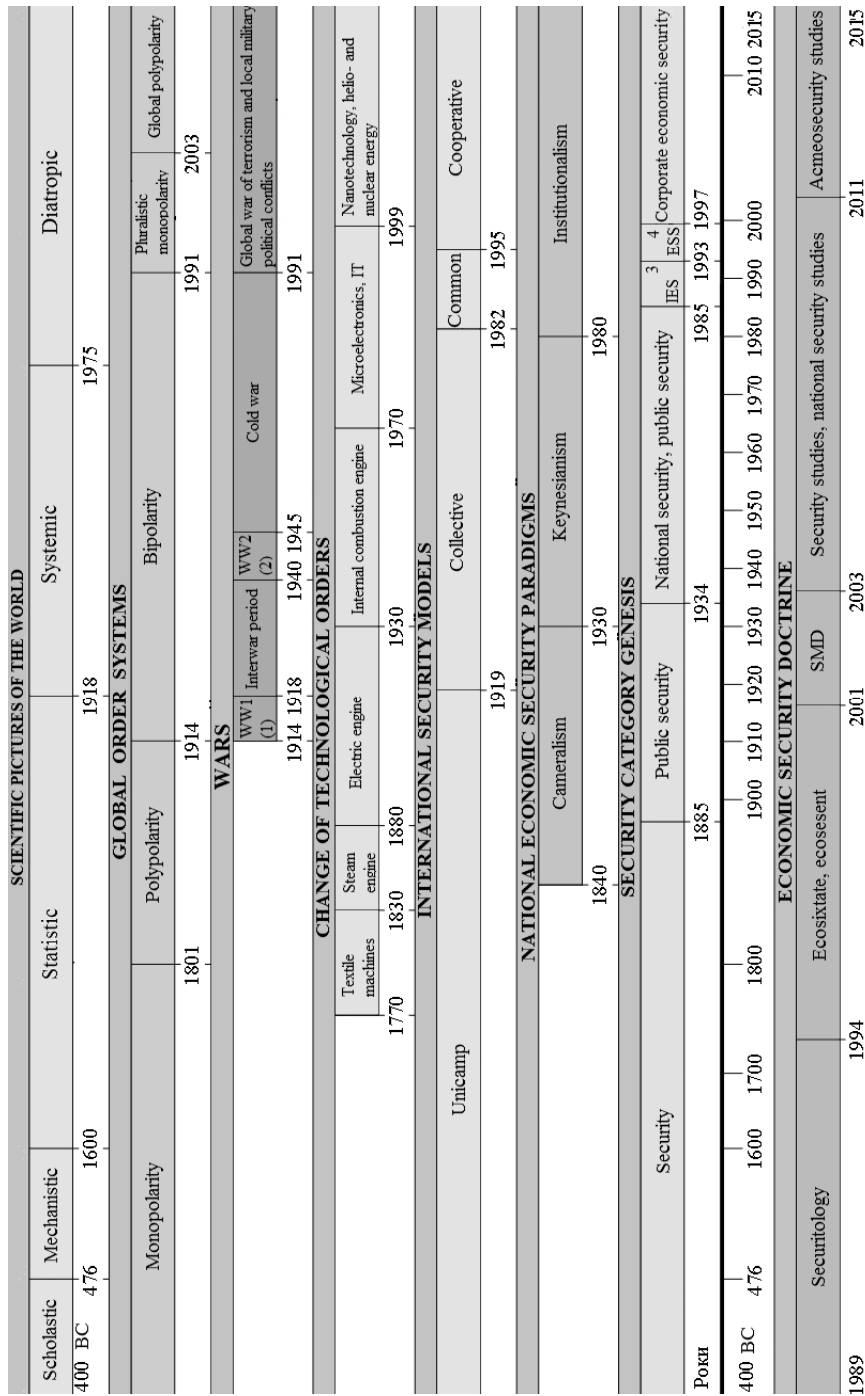 SCIENTIFIC PICTURES OF THE WORLD
Scholastic
Mechanistic
Statistic
Systemic
Diatropic
400 BC
476
1600
1918
1975
GLOBAL ORDER SYSTEMS
Monopolarity
Polypolarity
Bipolarity
Pluralistic
monopolarity
Global polypolarity
1801
1914
1991
2003
WARS
WW1
(1)
Interwar period
WW2
(2)
Cold war
Global war of terrorism and local military
political conflicts
1914
1918
1940
1945
1991
CHANGE OF TECHNOLOGICAL ORDERS
Textile
machines
Steam
engine
Electric engine
Internal combustion engine
Microelectronics, IT
Nanotechnology, helio- and
nuclear energy
1770
1830
1880
1930
1970
1999
INTERNATIONAL SECURITY MODELS
Unicamp
Collective
Common
Cooperative
1919
1982
1995
NATIONAL ECONOMIC SECURITY PARADIGMS
Cameralism
Keynesianism
Institutionalism
1840
1930
1980
SECURITY CATEGORY GENESIS
Security
Public security
National security, public security
3
IES
4
ESS
Corporate economic security
1885
1934
1985
1993
1997
Роки
400 BC
476
1600
1700
1800
1900
1910
1920
1930
1940
1950
1960
1970
1980
1990
2000
2010
2015
ECONOMIC SECURITY DOCTRINE
Securitology
Ecosixtate, ecosesent
SMD
Security studies, national security studies
Acmeosecurity studies
1989
1994
2001
2003
2011
2015